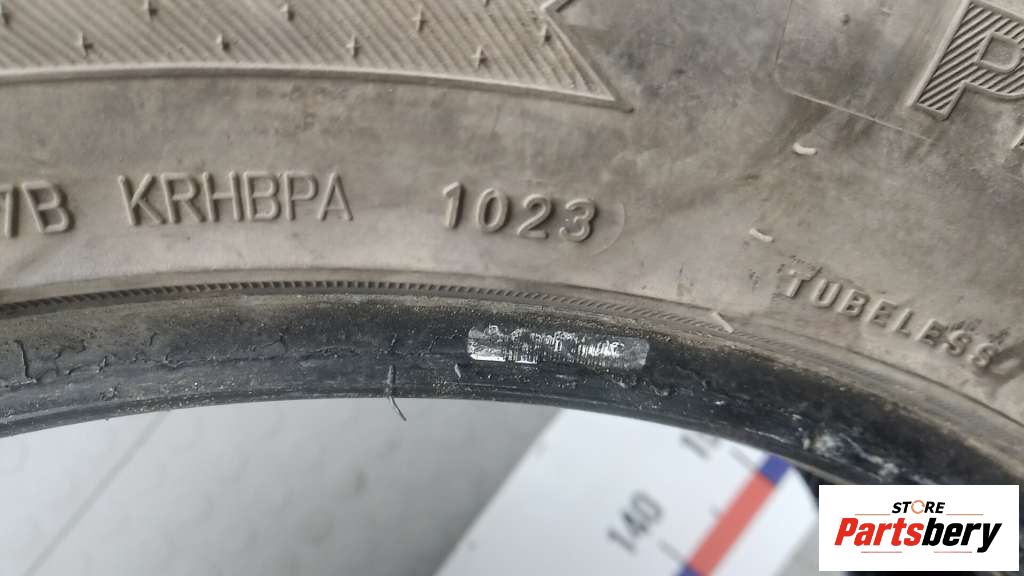 P
7B KRHBPA 1023
TUBELESS
140
STORE
Partsbery